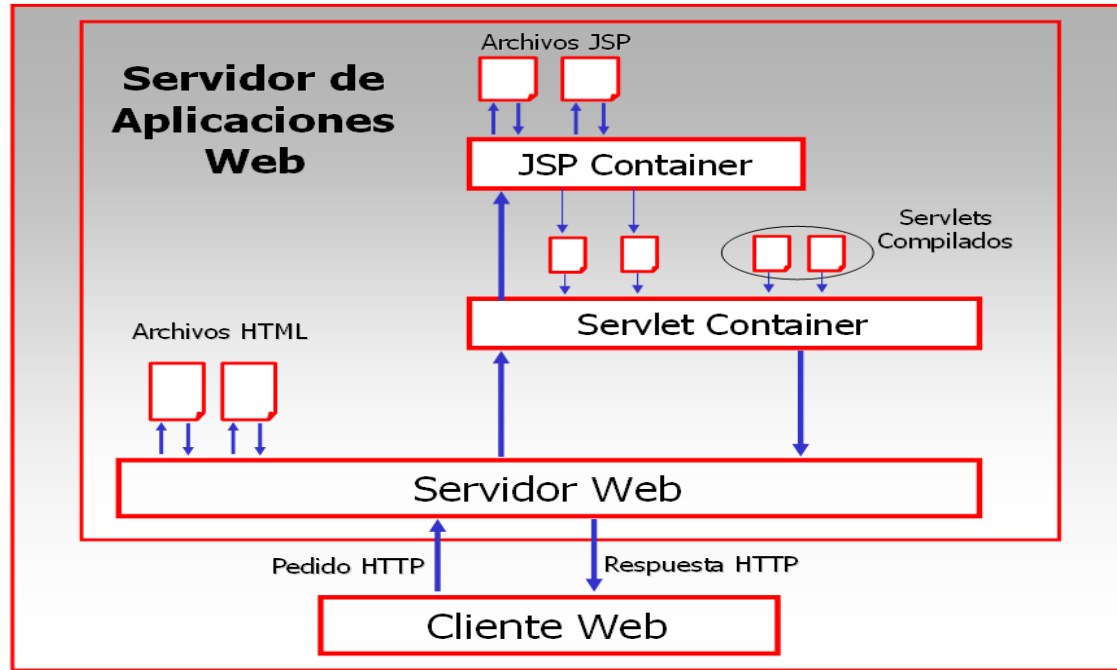 Archivos JSP
Servidor de
Aplicaciones
Web
JSP Container
Servlets
Compilados
Servlet Container
Archivos HTML
Servidor Web
Pedido HTTP
Respuesta HTTP
Cliente Web